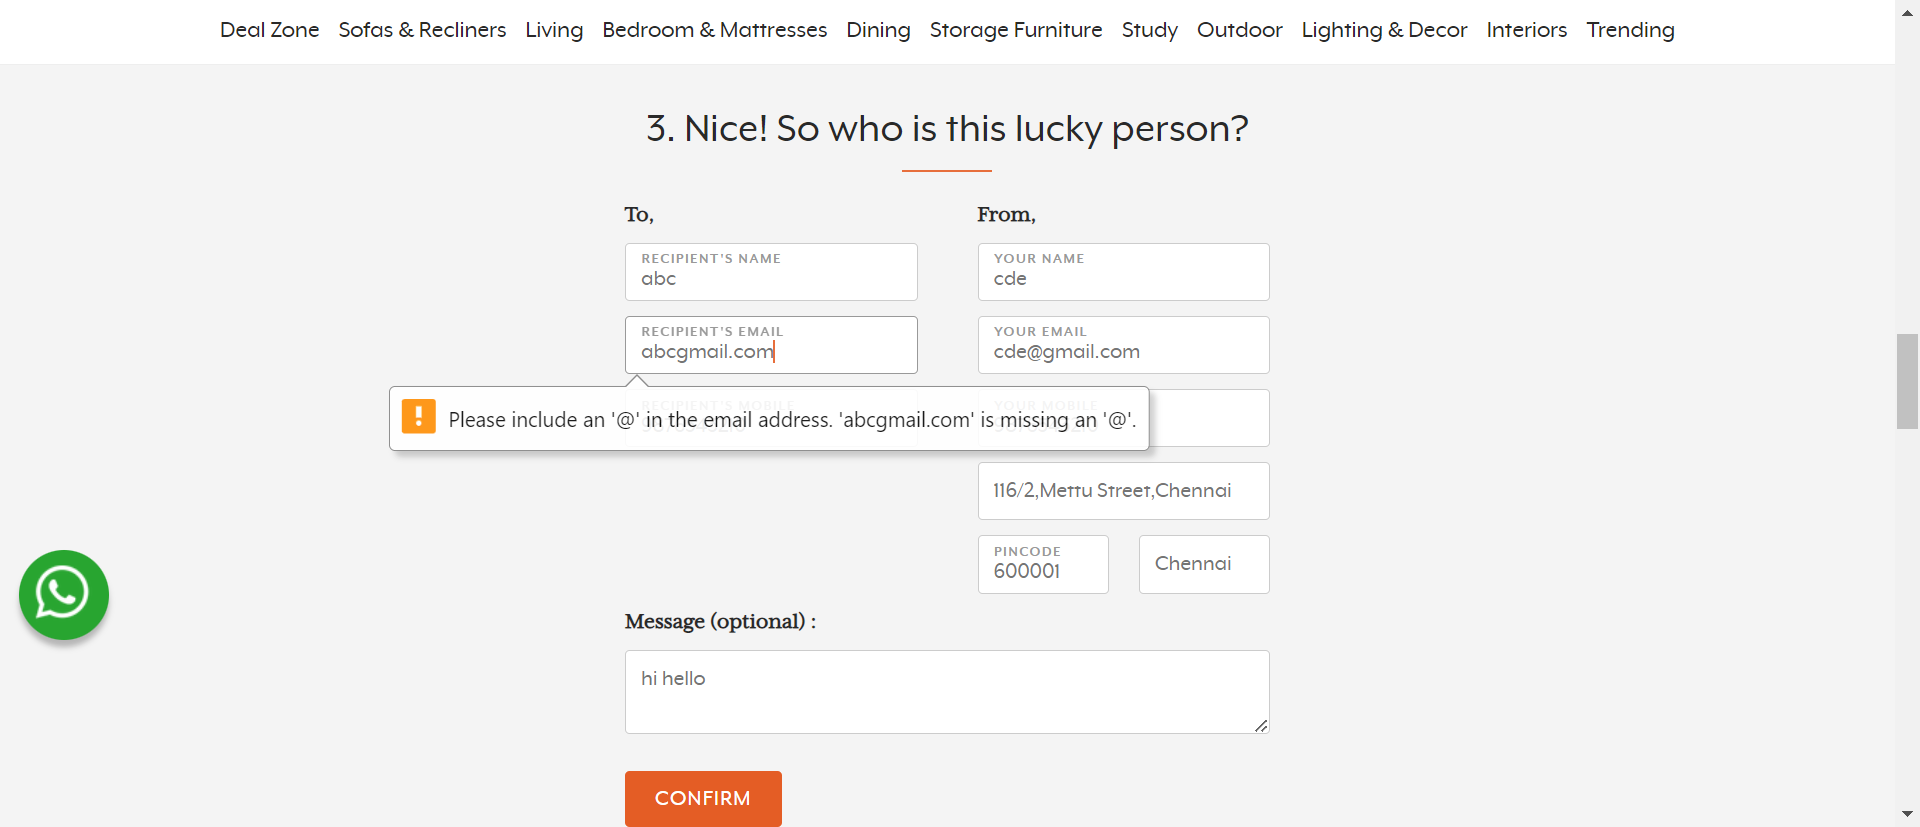 Deal Zone Sofas & Recliners Living Bedroom & Mattresses Dining Storage Furniture Study Outdoor Lighting & Decor Interiors Trending
3. Nice! So who is this lucky person?
To,
From,
RECIPIENT'S NAME
abc
YOUR NAME
cde
RECIPIENT'S EMAIL
abcgmail.com
YOUR EMAIL
cde@gmail.com
RECIPIENT'S MOBILE
YOUR MOBILE
Please include an '@' in the email address. 'abcgmail.com' is missing an '@'.
116/2,Mettu Street,Chennai
PINCODE
600001
Chennai
Message (optional) :
hi hello
CONFIRM